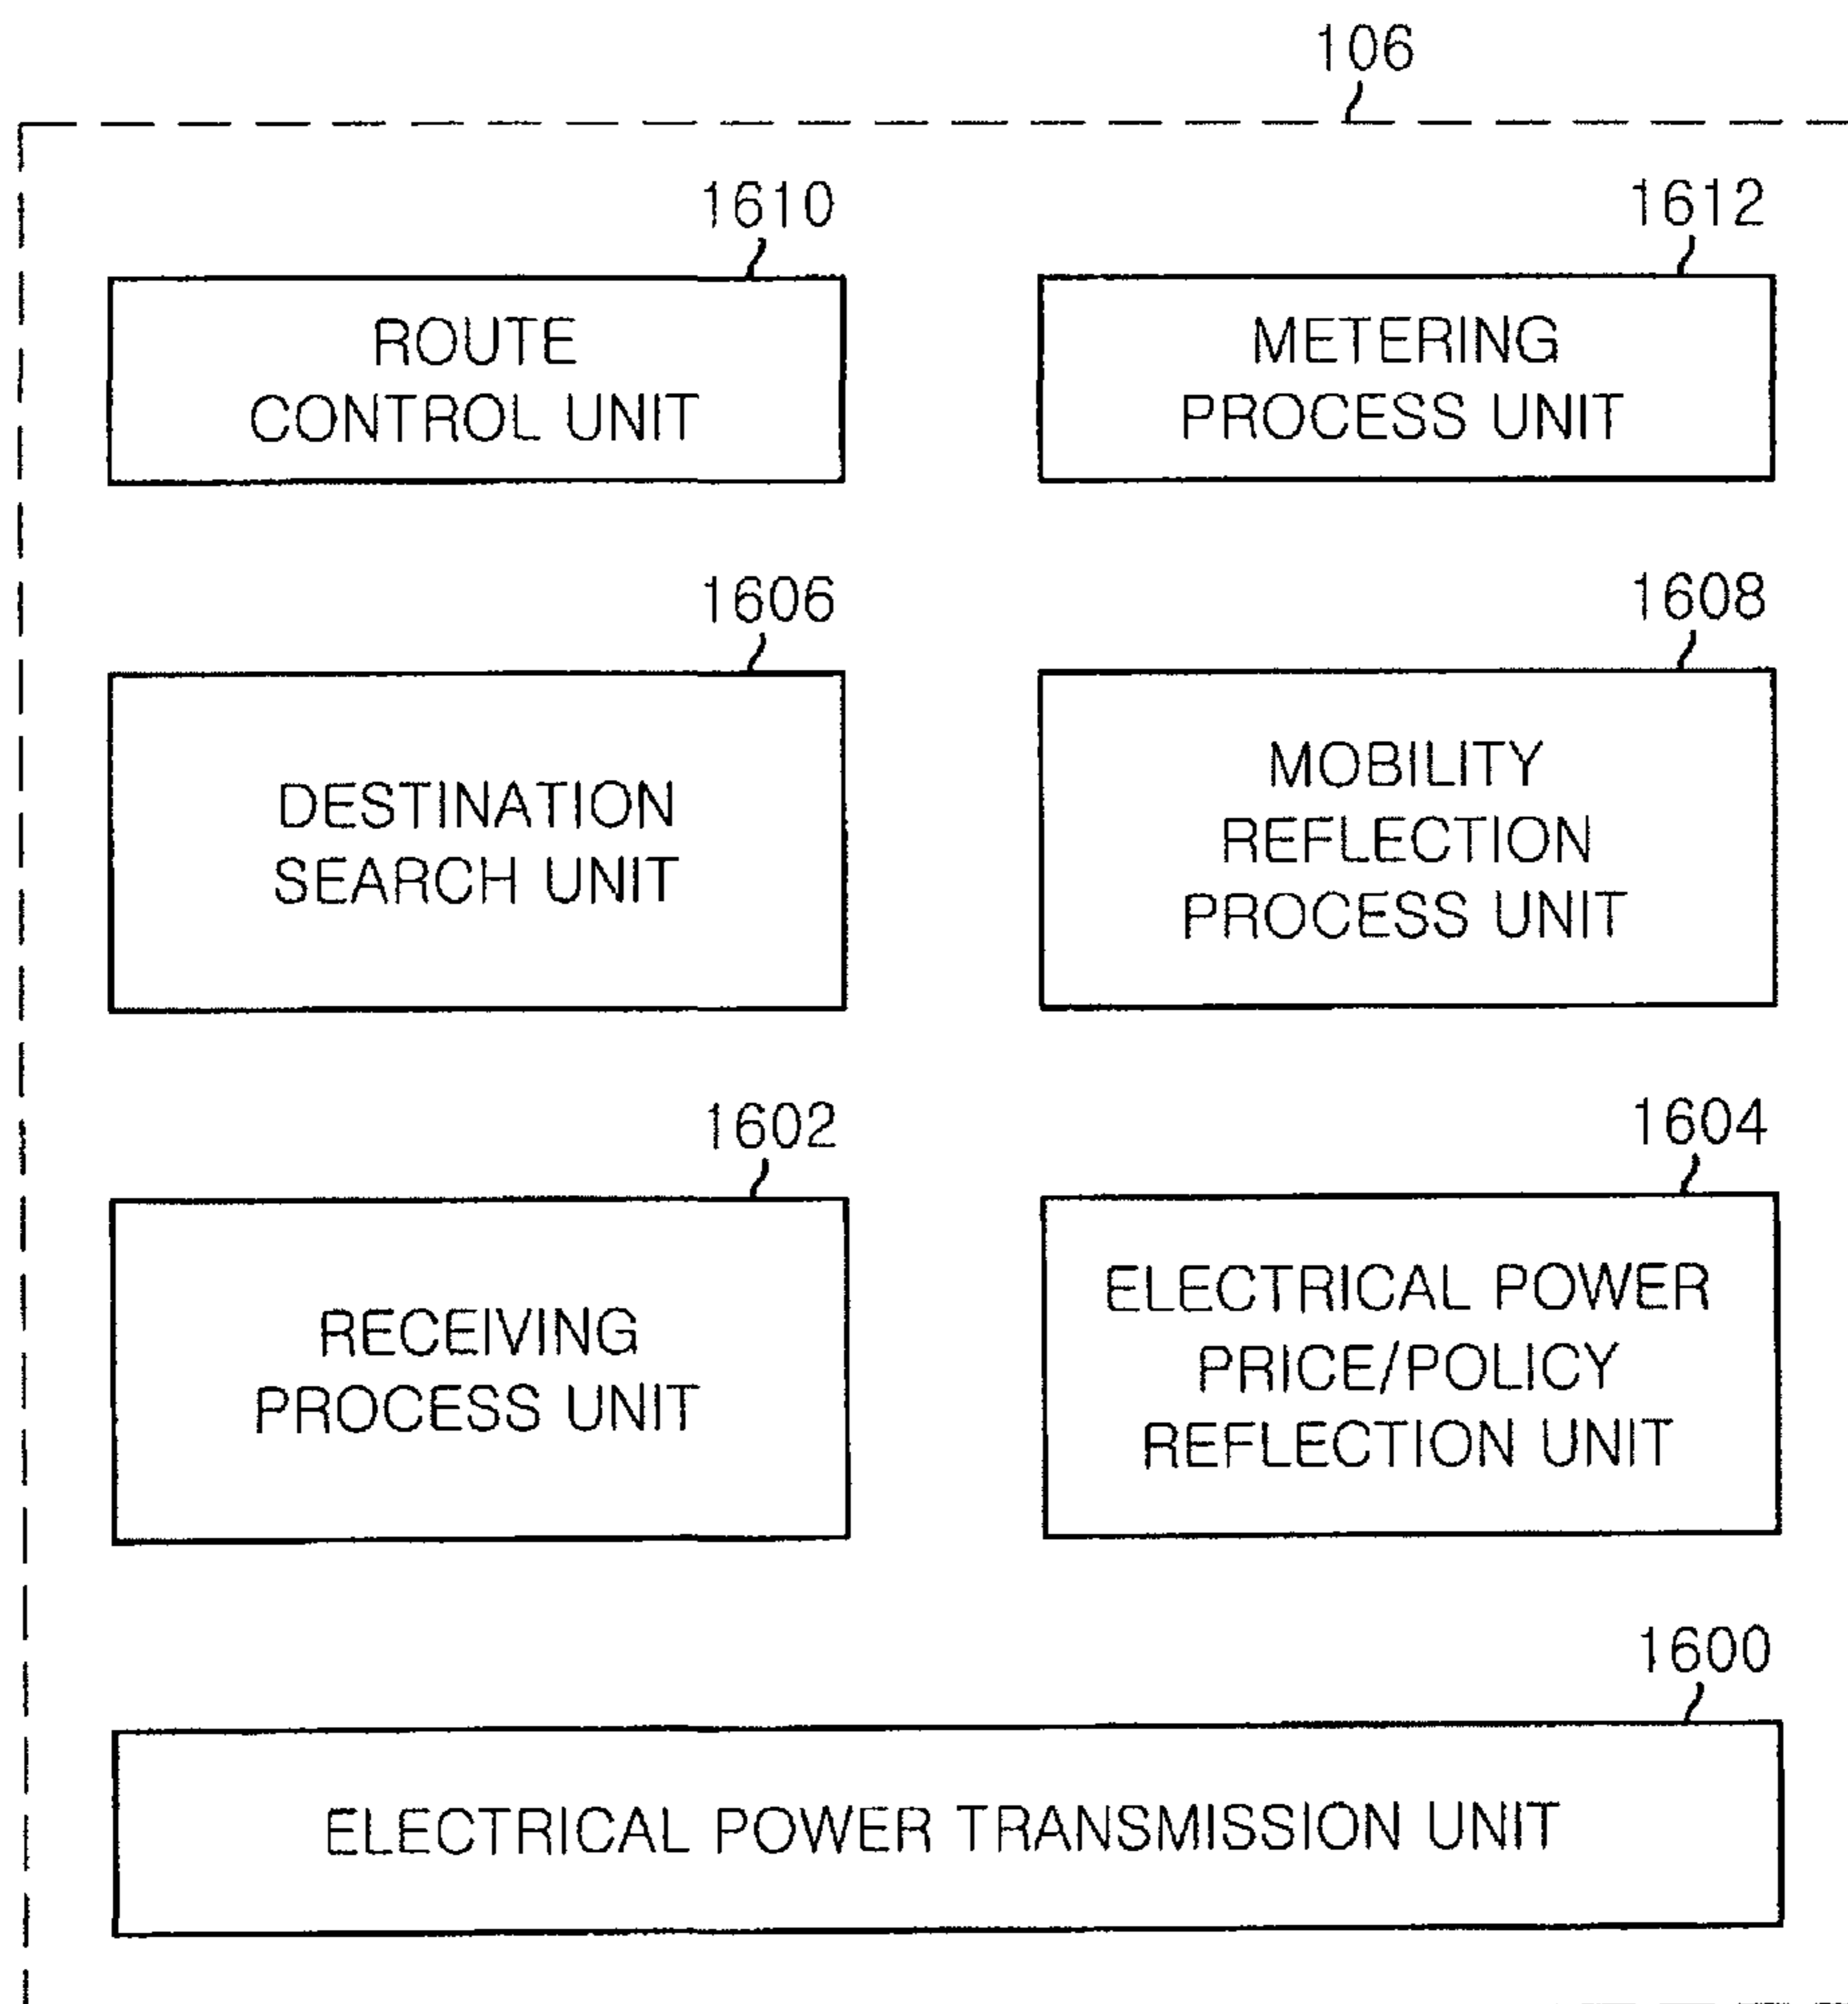 106
1610
ROUTE
CONTROL UNIT
1612
METERING
PROCESS UNIT
1606
DESTINATION
SEARCH UNIT
1608
MOBILITY
REFLECTION
PROCESS UNIT
1602
RECEIVING
PROCESS UNIT
1604
ELECTRICAL POWER
PRICE/POLICY
REFLECTION UNIT
1600
ELECTRICAL POWER TRANSMISSION UNIT